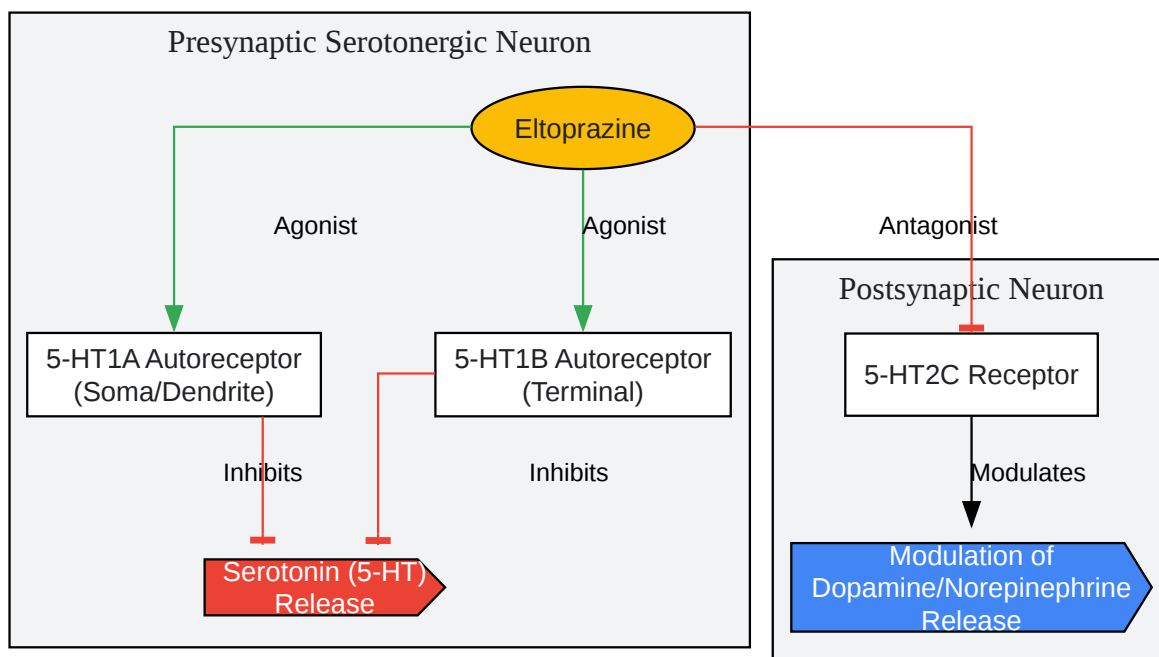 Presynaptic Serotonergic Neuron
Eltoprazine
Agonist
Agonist
Antagonist
Postsynaptic Neuron
5-HT1A Autoreceptor
(Soma/Dendrite)
5-HT1B Autoreceptor
(Terminal)
5-HT2C Receptor
Inhibits
Inhibits
Modulates
Serotonin (5-HT)
Release
Modulation of
Dopamine/Norepinephrine
Release